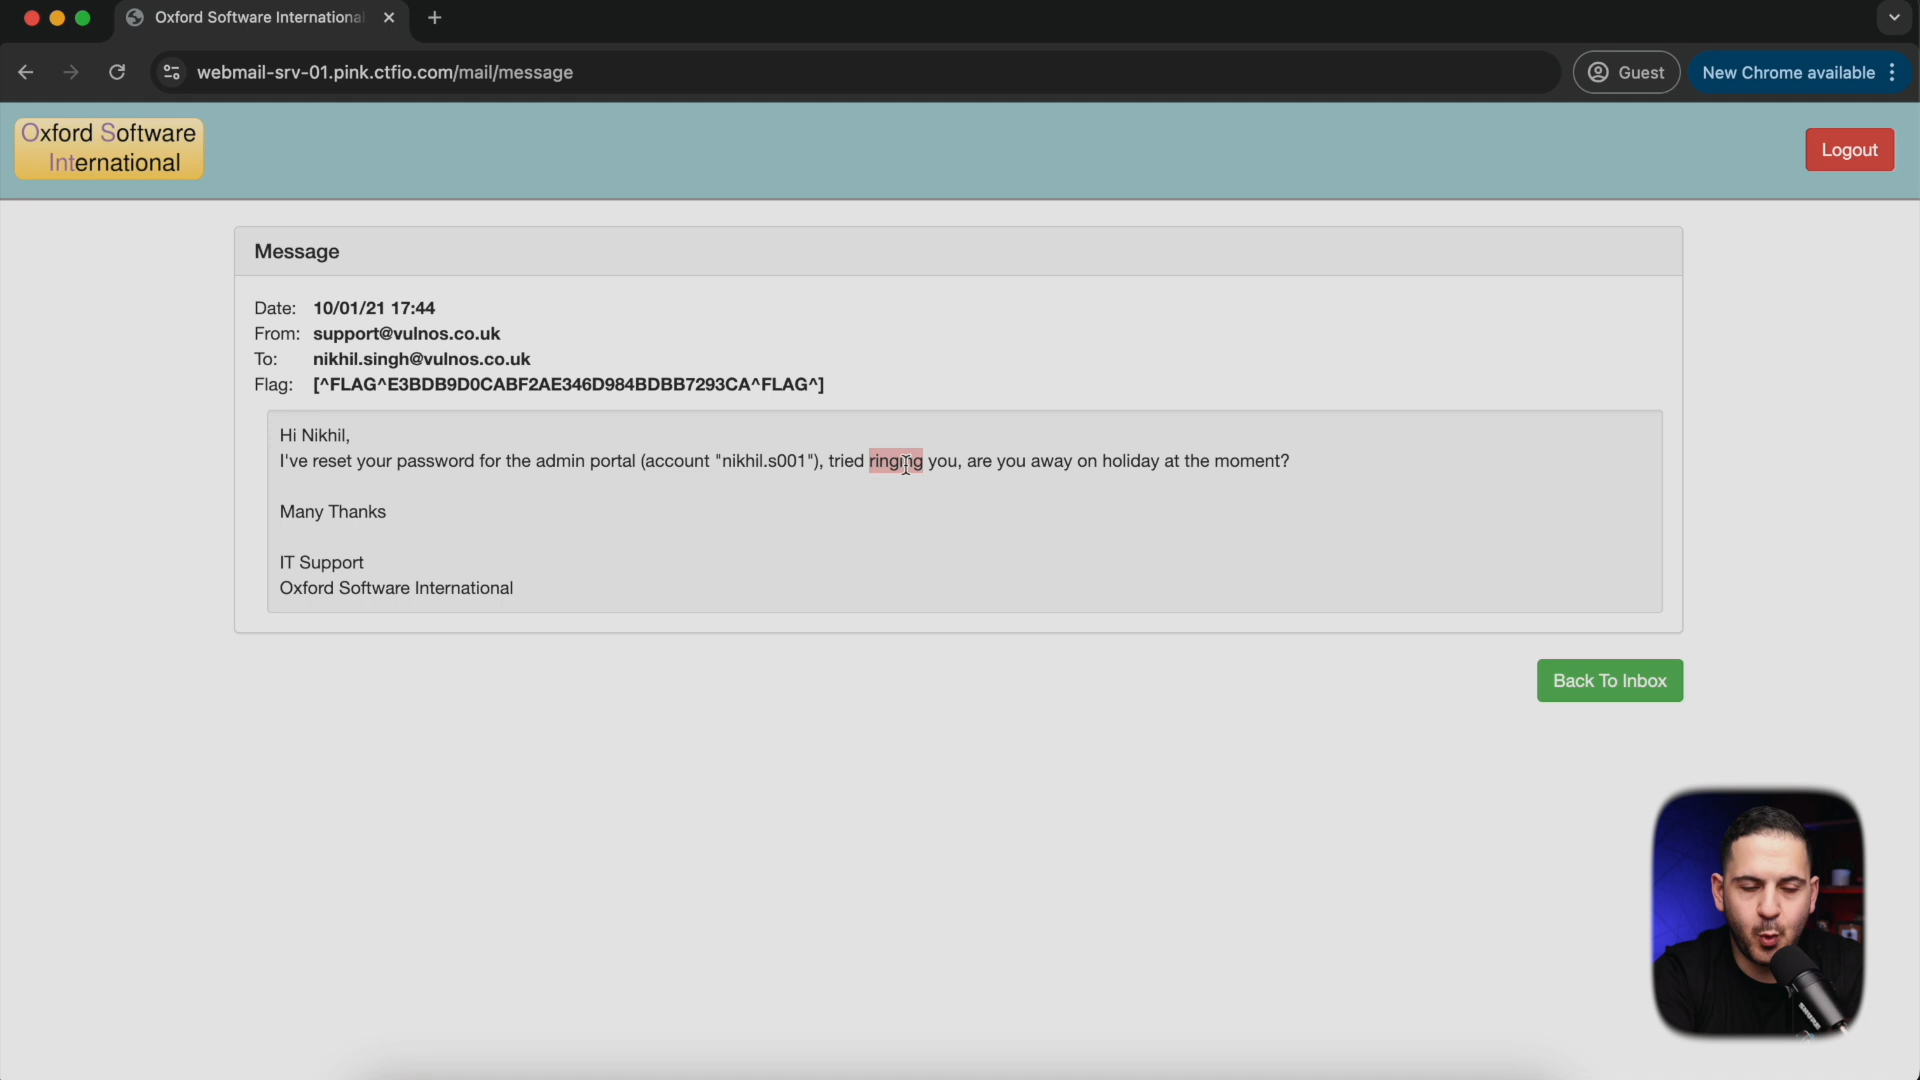 Oxford Software Internationa
webmail-srv-01.pink.ctfio.com/mail/message
Guest
New Chrome available
Oxford Software
International
Logout
Message
Date: 10/01/21 17:44
From: support@vulnos.co.uk
To: nikhil.singh@vulnos.co.uk
Flag: [^FLAG^E3BDB9D0CABF2AE346D984BDBB7293CA^FLAG^]
Hi Nikhil,
I've reset your password for the admin portal (account "nikhil.s001"), tried ringing you, are you away on holiday at the moment?
Many Thanks
IT Support
Oxford Software International
Back To Inbox